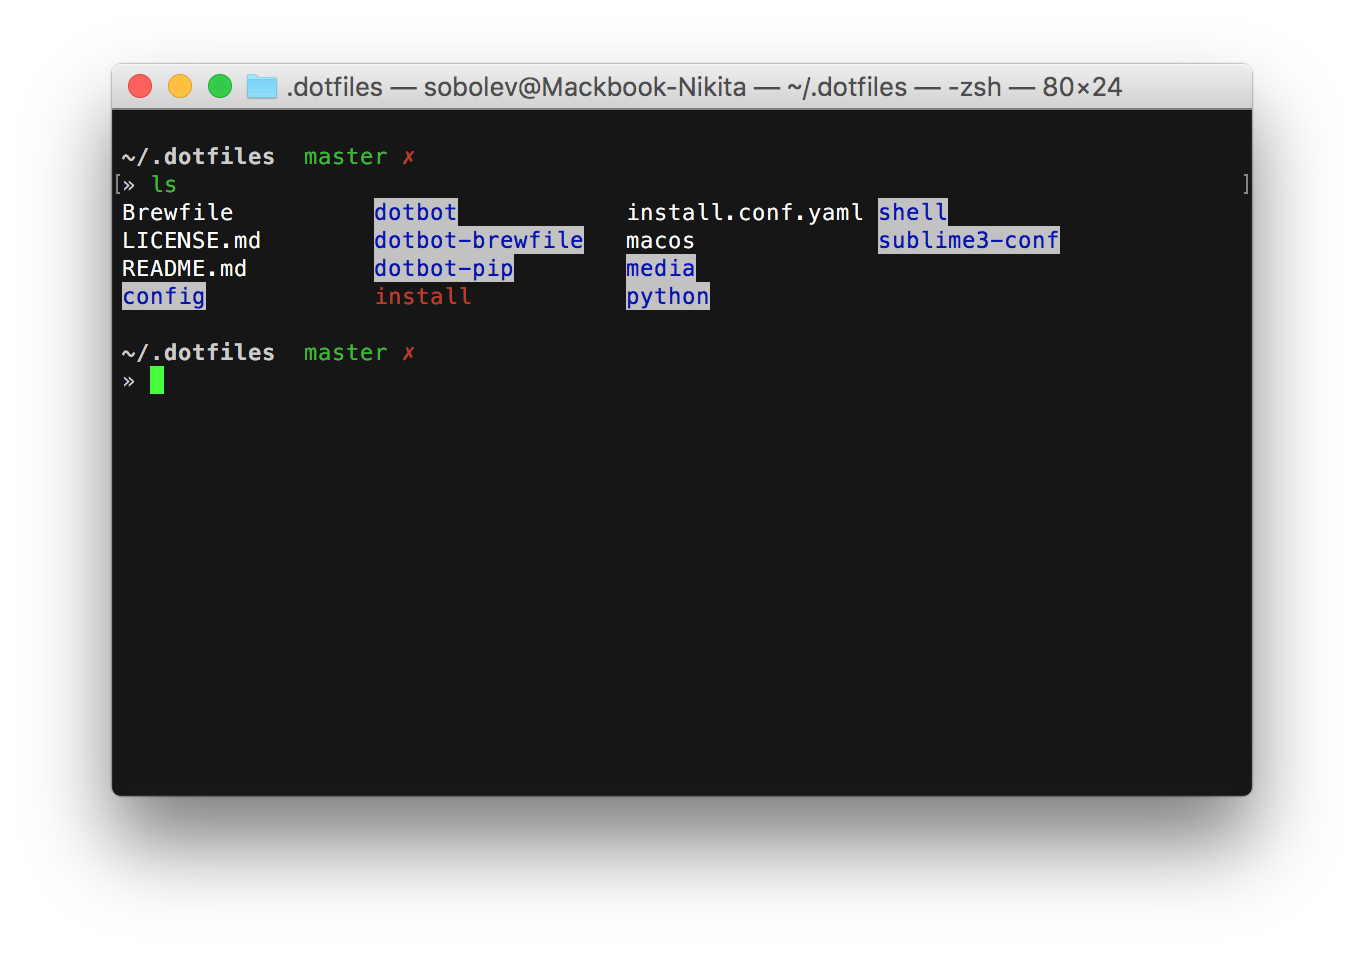 .dotfiles — sobolev@Mackbook-Nikita — ~/.dotfiles — -zsh — 80×24
~/.dotfiles  master ✗
[» ls ]
Brewfile dotbot install.conf.yaml shell
LICENSE.md dotbot-brewfile macos sublime3-conf
README.md dotbot-pip media
config install python
~/.dotfiles  master ✗
»